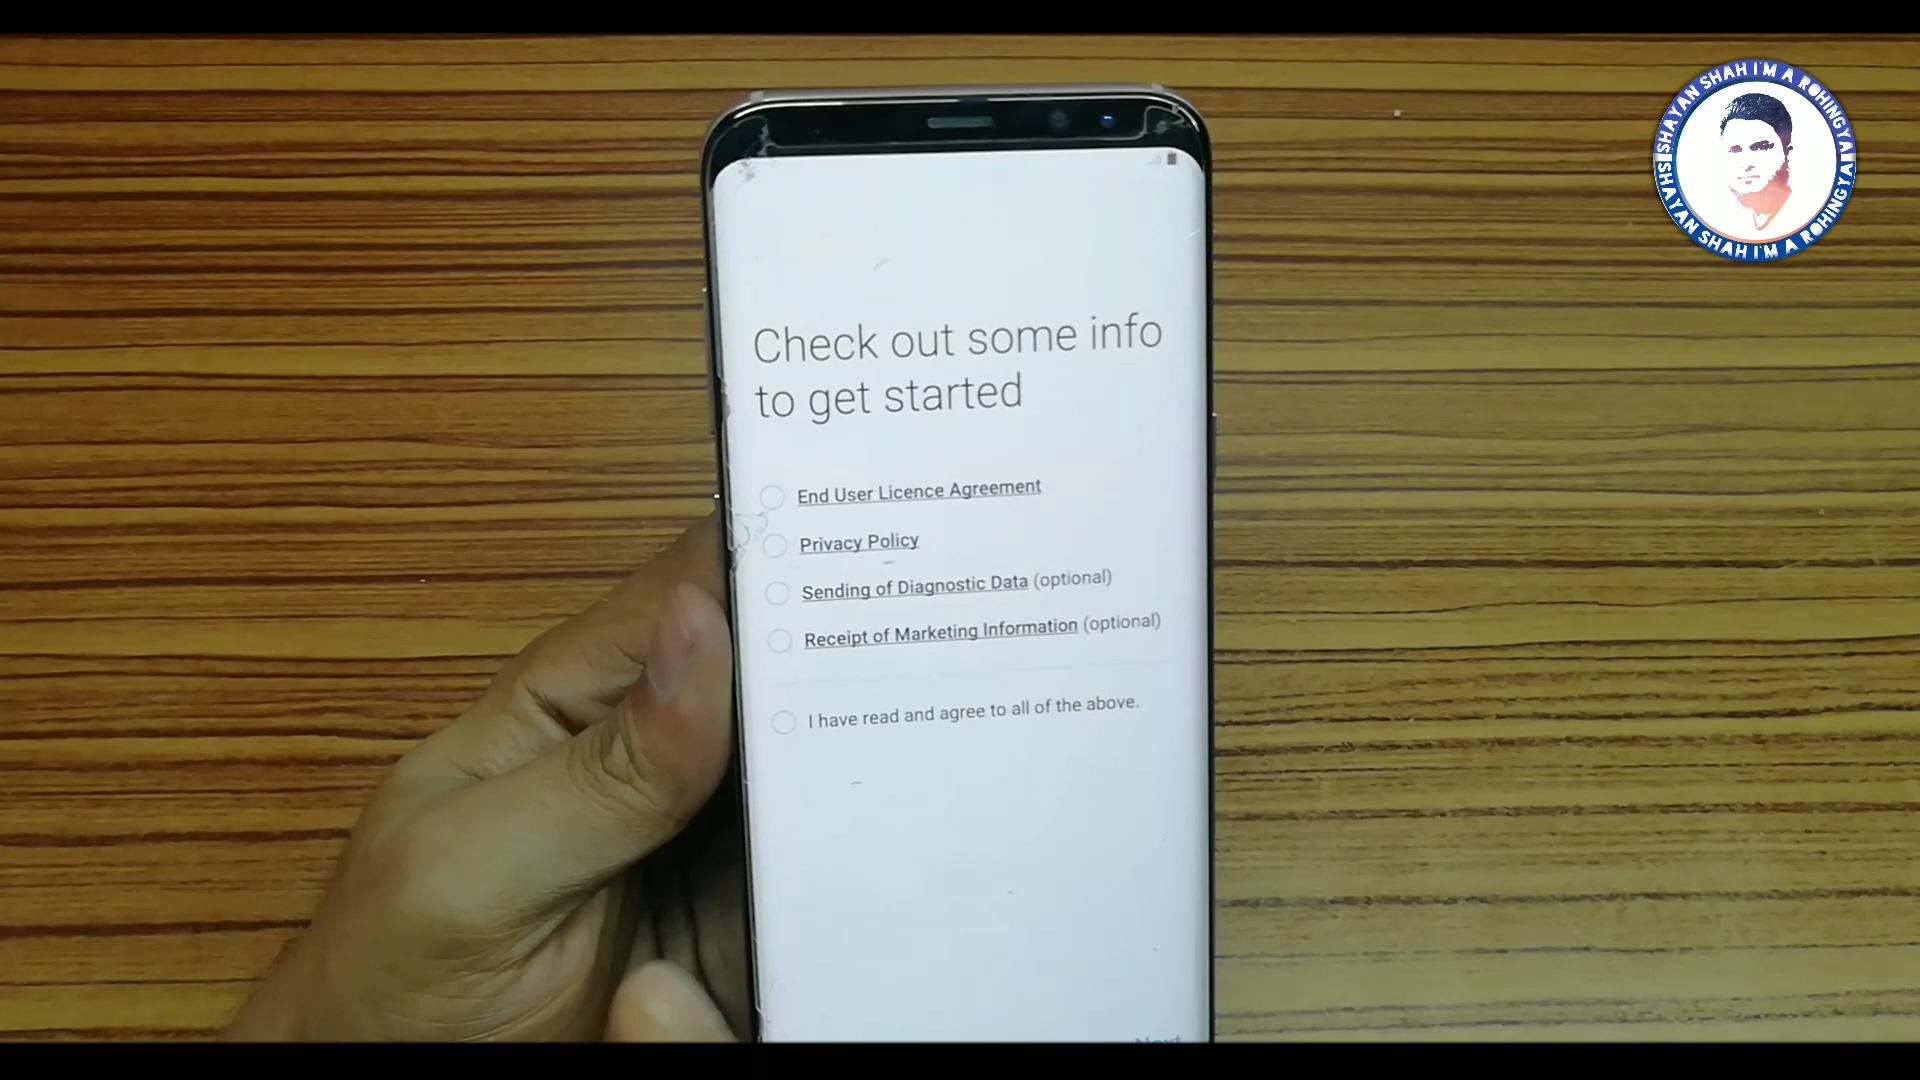 SHAYAN SHAH I'M A ROHINGYA
SHAYAN SHAH I'M A ROHINGYA
Check out some info
to get started
End User Licence Agreement
Privacy Policy
Sending of Diagnostic Data (optional)
Receipt of Marketing Information (optional)
I have read and agree to all of the above.
Next